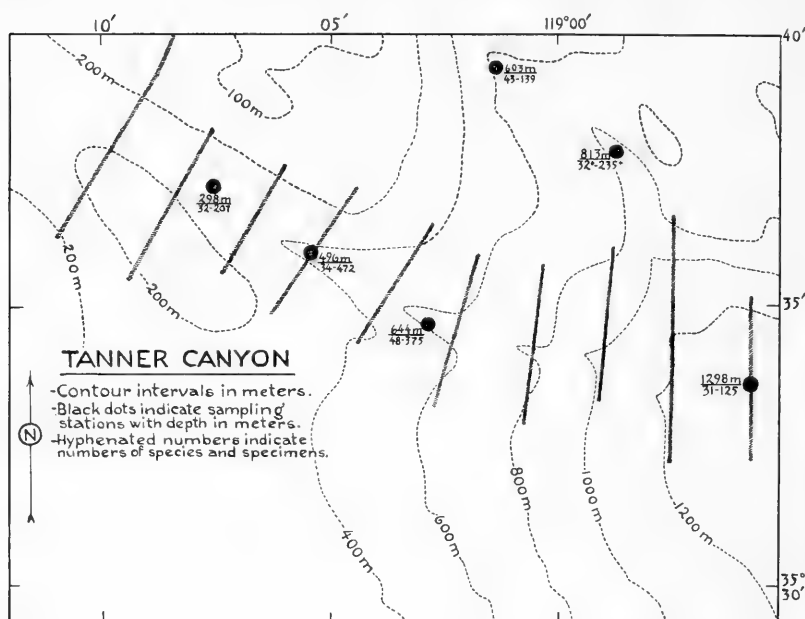 10' 05' 119°00'
40'
200m
100m
603m
43-139
813m
32°-235°
298m
32-207
496m
34-472
200m
200m
35'
644m
48-375
TANNER CANYON
-Contour intervals in meters.
-Black dots indicate sampling
stations with depth in meters.
-Hyphenated numbers indicate
numbers of species and specimens.
N
1298m
31-125
400m
600m
800m
1000m
1200m
35°
30'